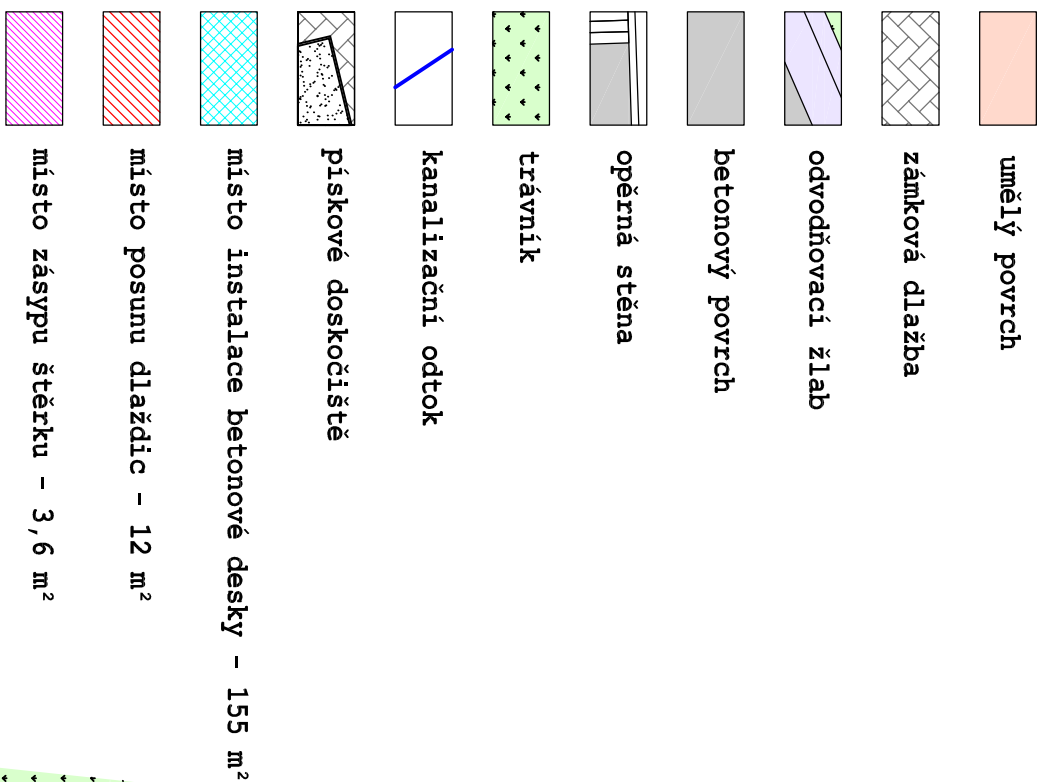 umělý povrch
zámková dlažba
odvodňovací žlab
betonový povrch
opěrná stěna
trávník
kanalizační odtok
pískové doskočiště
místo instalace betonové desky - 155 m²
místo posunu dlaždic - 12 m²
místo zásypu štěrku - 3,6 m²